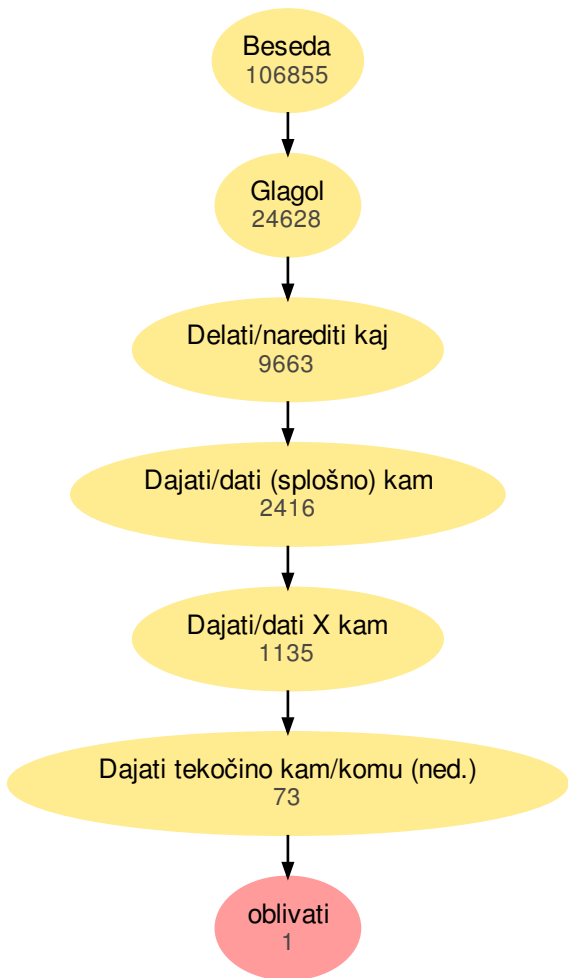 Beseda
106855
Glagol
24628
Delati/narediti kaj
9663
Dajati/dati (splošno) kam
2416
Dajati/dati X kam
1135
Dajati tekočino kam/komu (ned.)
73
oblivati
1